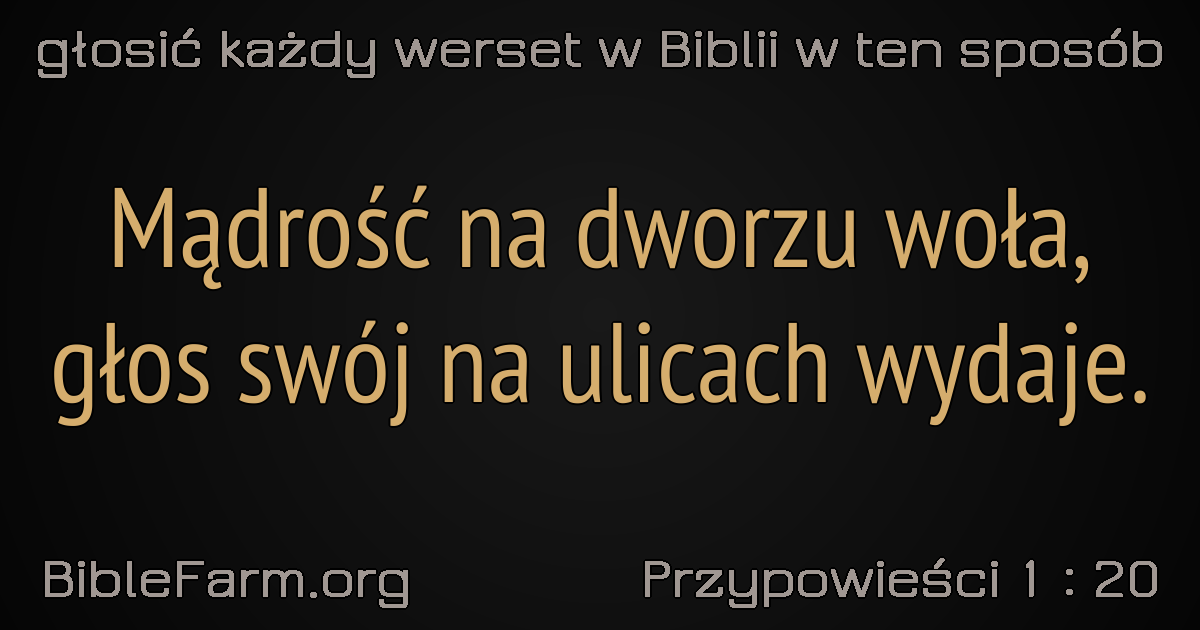 głosić każdy werset w Biblii w ten sposób
Mądrość na dworzu woła,
głos swój na ulicach wydaje.
BibleFarm.org
Przypowieści 1 : 20